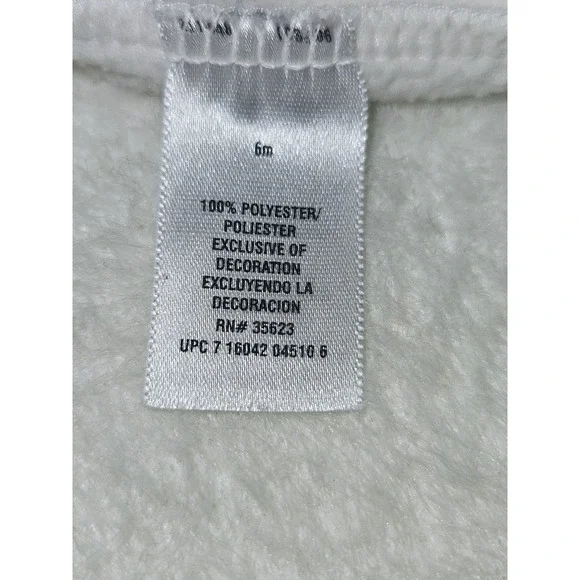 6m
100% POLYESTER/
POLIESTER
EXCLUSIVE OF
DECORATION
EXCLUYENDO LA
DECORACION
RN# 35623
UPC 7 16042 04510 6